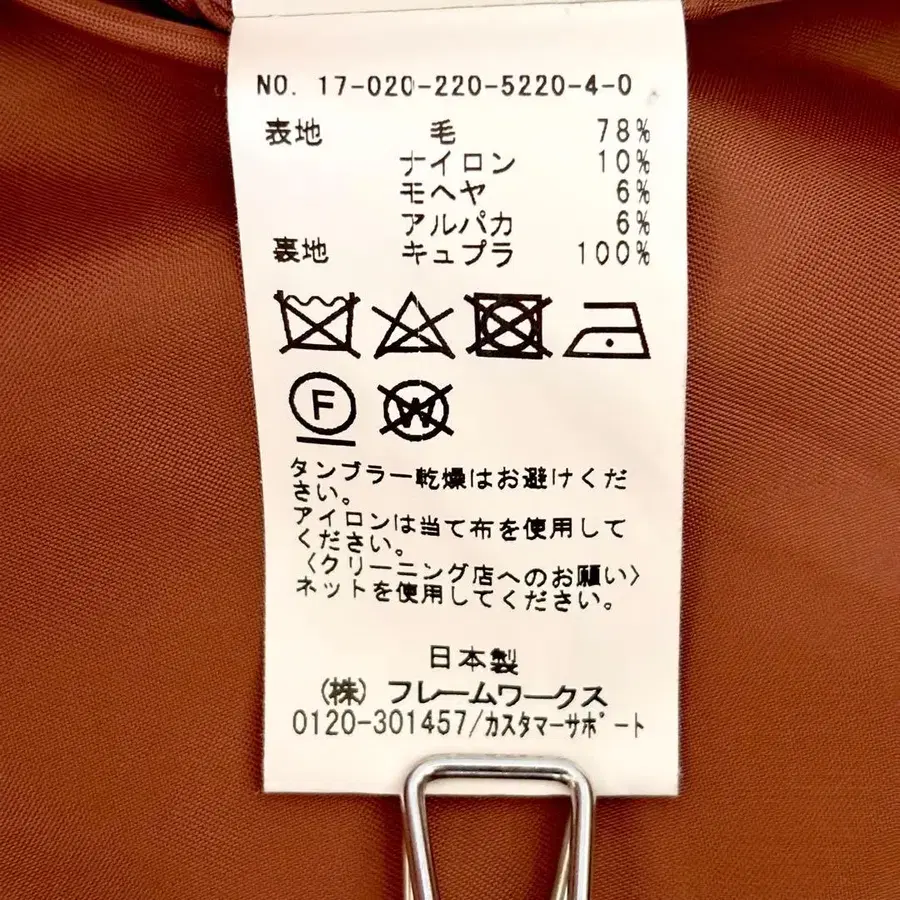 NO. 17-020-220-5220-4-0
表地 毛 78%
ナイロン 10%
モヘヤ 6%
アルパカ 6%
裏地 キュプラ 100%
F W
タンブラー乾燥はお避けくだ
さい。
アイロンは当て布を使用して
ください。
〈クリーニング店へのお願い〉
ネットを使用してください。
日本製
(株) フレームワークス
0120-301457/カスタマーサポート